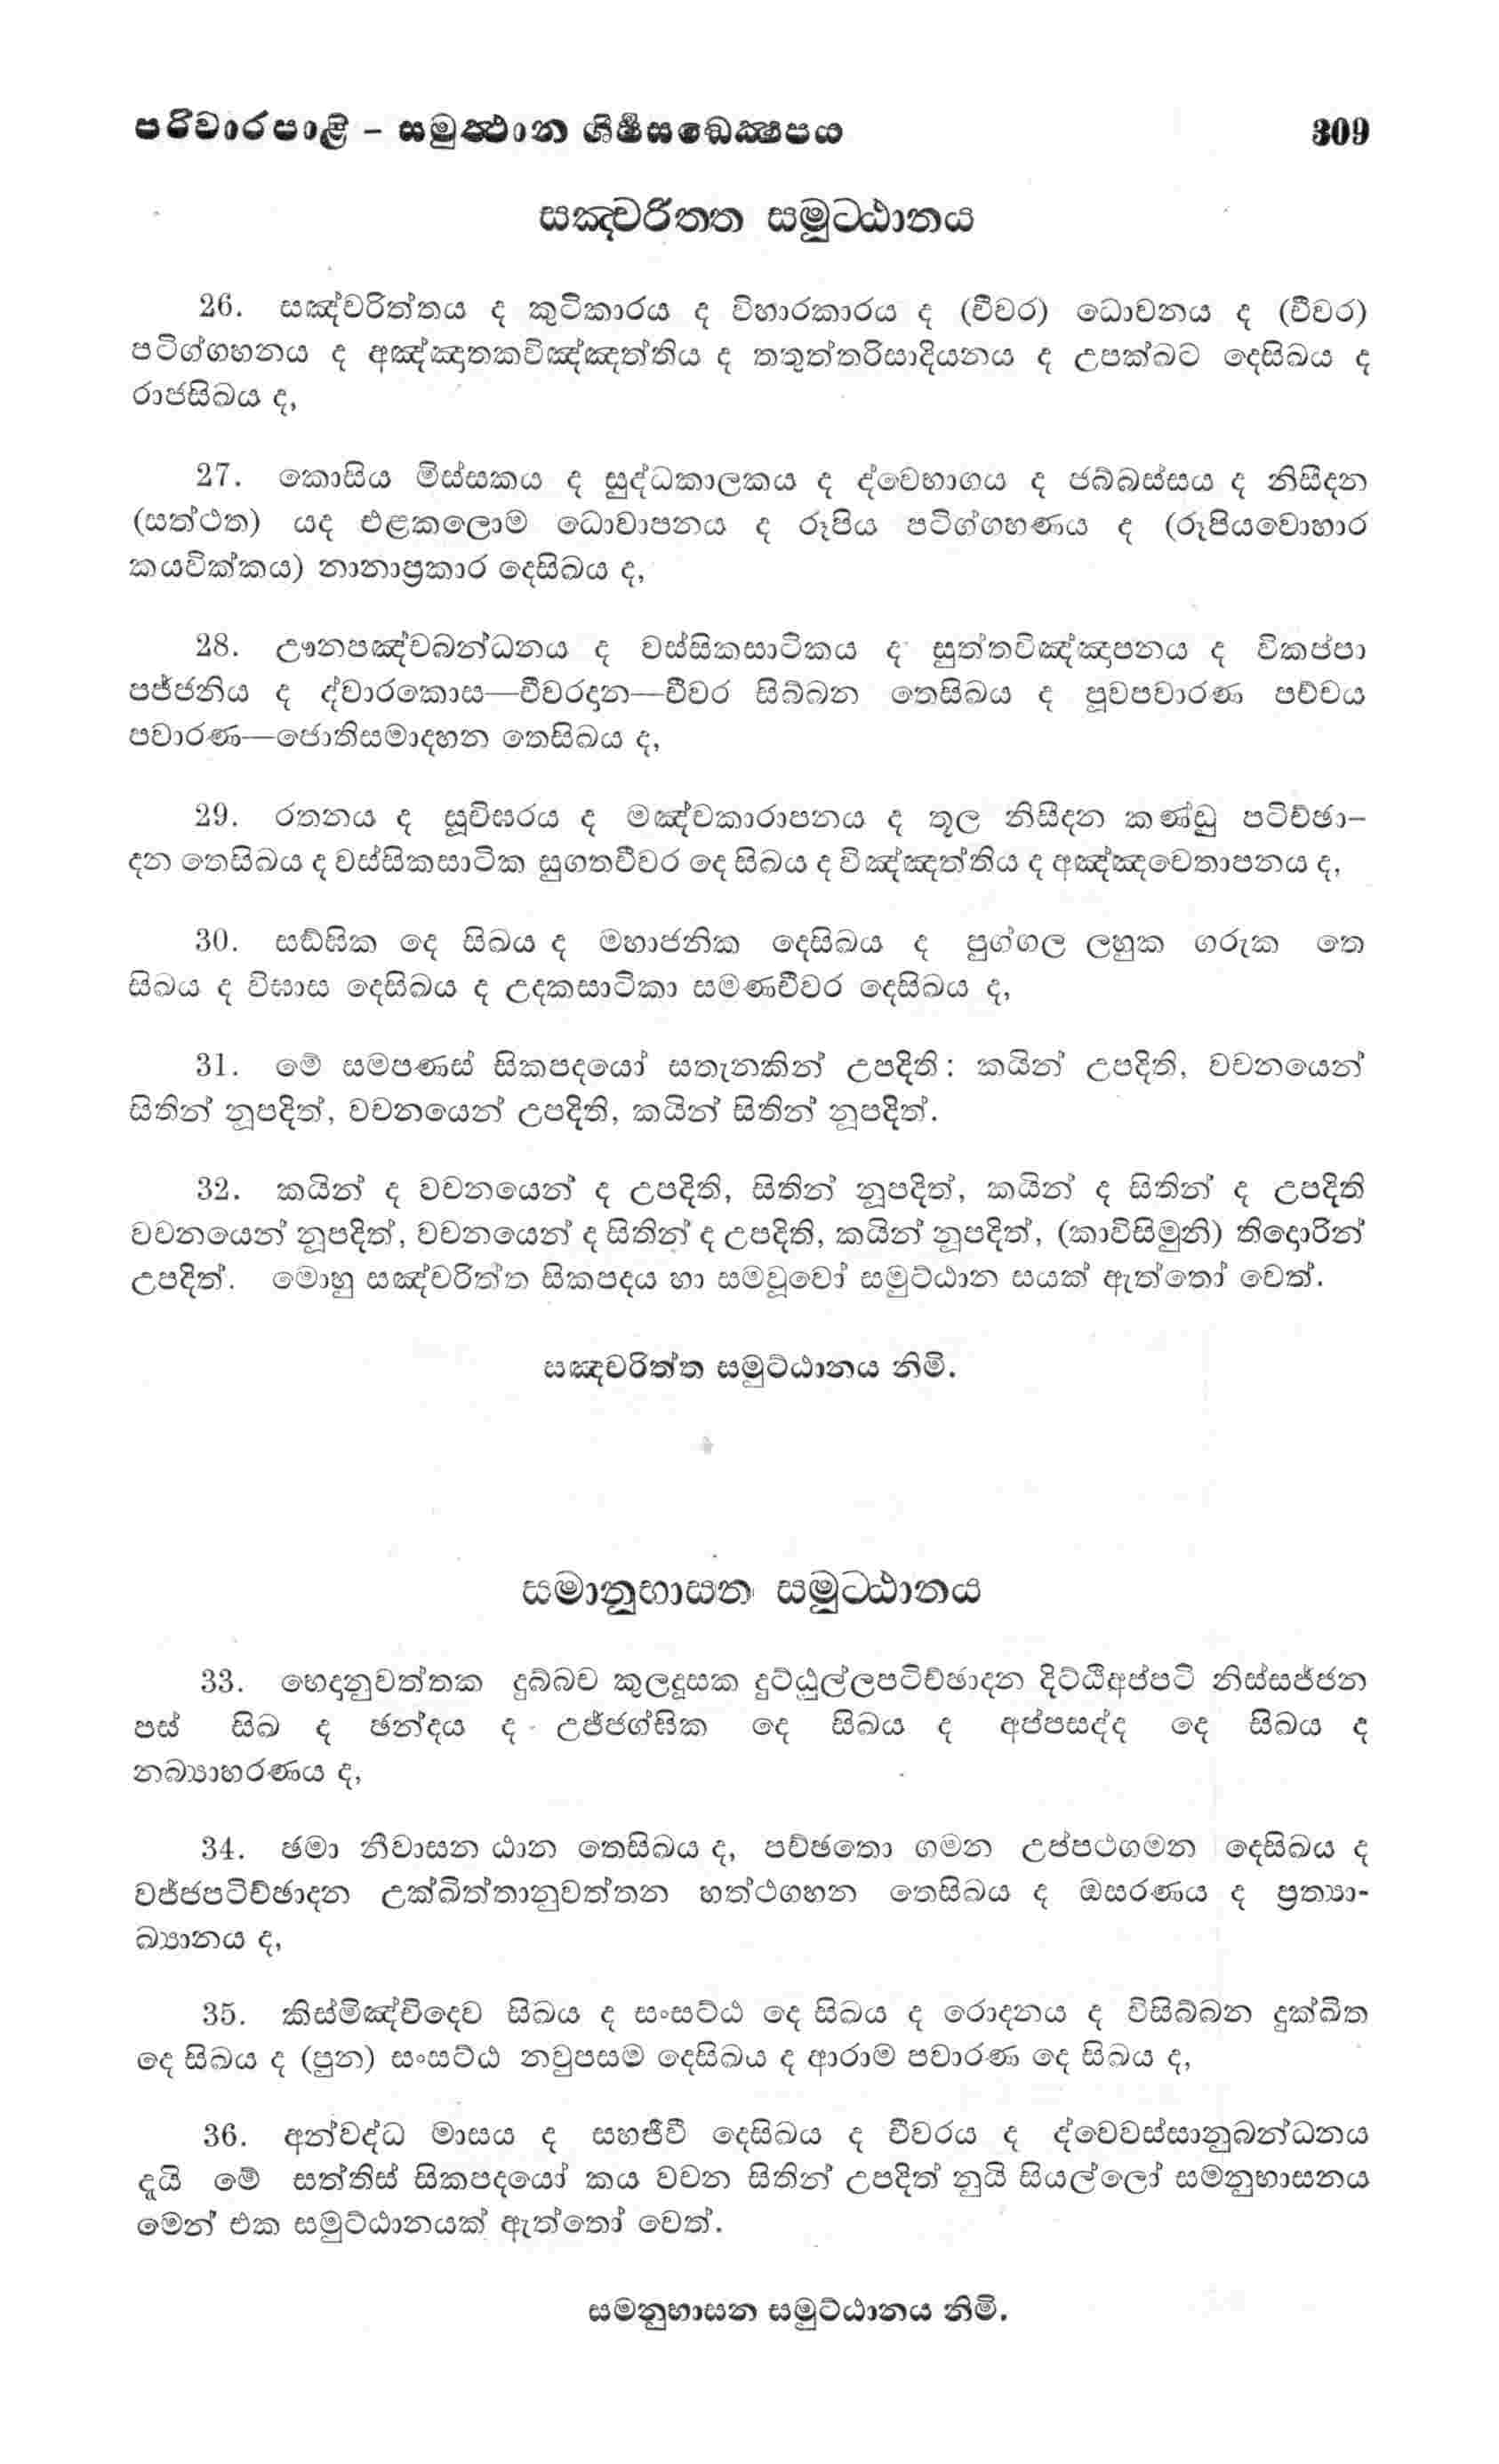 පරිවාරපාළි – සමුත්‍ථාන ශීර්‍ෂසඞ්ක්‍ෂෙපය 309
සඤ්චරිත්ත සමුට්ඨානය
26. සඤ්චරිත්තය ද කුටිකාරය ද විහාරකාරය ද (චීවර) ධොවනය ද (චීවර)
පටිග්ගහනය ද අඤ්ඤාතකවිඤ්ඤත්තිය ද තතුත්තරිසාදියනය ද උපක්ඛට දෙසිඛය ද
රාජසිඛය ද,
27. කොසිය මිස්සකය ද සුද්ධකාලකය ද ද්වෙභාගය ද ඡබ්බස්සය ද නිසීදන
(සත්ථත) යද එළකලොම ධොවාපනය ද රූපිය පටිග්ගහණය ද (රූපියවොහාර
කයවික්කය) නානාප්‍රකාර දෙසිඛය ද,
28. ඌනපඤ්චබන්ධනය ද වස්සිකසාටිකය ද සුත්තවිඤ්ඤාපනය ද විකප්පා
පජ්ජනිය ද ද්වාරකොස—චීවරදාන—චීවර සිබ්බන තෙසිඛය ද පූවපවාරණ පච්චය
පවාරණ—ජොතිසමාදහන තෙසිඛය ද,
29. රතනය ද සූචිඝරය ද මඤ්චකාරාපනය ද තූල නිසීදන කණ්ඩු පටිච්ඡා–
දන තෙසිඛය ද වස්සිකසාටික සුගතචීවර දෙ සිඛය ද විඤ්ඤත්තිය ද අඤ්ඤචෙතාපනය ද,
30. සඞ්ඝික දෙ සිඛය ද මහාජනික දෙසිඛය ද පුග්ගල ලහුක ගරුක තෙ
සිඛය ද විඝාස දෙසිඛය ද උදකසාටිකා සමණචීවර දෙසිඛය ද,
31. මේ සමපණස් සිකපදයෝ සතැනකින් උපදිති: කයින් උපදිති, වචනයෙන්
සිතින් නූපදිත්, වචනයෙන් උපදිති, කයින් සිතින් නූපදිත්.
32. කයින් ද වචනයෙන් ද උපදිති, සිතින් නූපදිත්, කයින් ද සිතින් ද උපදිති
වචනයෙන් නූපදිත්, වචනයෙන් ද සිතින් ද උපදිති, කයින් නූපදිත්, (කාවිසිමුනි) තිදොරින්
උපදිත්. මොහු සඤ්චරිත්ත සිකපදය හා සමවූවෝ සමුට්ඨාන සයක් ඇත්තෝ වෙත්.
සඤචරිත්ත සමුට්ඨානය නිමි.
සමානුභාසන සමුට්ඨානය
33. භෙදානුවත්තක දුබ්බච කුලදූසක දුට්ඨුල්ලපටිච්ඡාදන දිට්ඨිඅප්පටි නිස්සජ්ජන
පස් සිඛ ද ඡන්දය ද උජ්ජග්ඝික දෙ සිඛය ද අප්පසද්ද දෙ සිඛය ද
නබ්‍යාහරණය ද,
34. ඡමා නීචාසන ඨාන තෙසිඛය ද, පච්ඡතො ගමන උප්පථගමන දෙසිඛය ද
වජ්ජපටිච්ඡාදන උක්ඛිත්තානුවත්තන හත්ථගහන තෙසිඛය ද ඔසරණය ද ප්‍රත්‍යා-
ඛ්‍යානය ද,
35. කිස්මිඤ්චිදෙව සිඛය ද සංසට්ඨ දෙ සිඛය ද රොදනය ද විසිබ්බන දුක්ඛිත
දෙ සිඛය ද (පුන) සංසට්ඨ නවුපසම දෙසිඛය ද ආරාම පවාරණ දෙ සිඛය ද,
36. අන්වද්ධ මාසය ද සහජීවී දෙසිඛය ද චීවරය ද ද්වෙවස්සානුබන්ධනය
දැයි මේ සත්තිස් සිකපදයෝ කය වචන සිතින් උපදිත් නුයි සියල්ලෝ සමනුභාසනය
මෙන් එක සමුට්ඨානයක් ඇත්තෝ වෙත්.
සමනුභාසන සමුට්ඨානය නිමි.